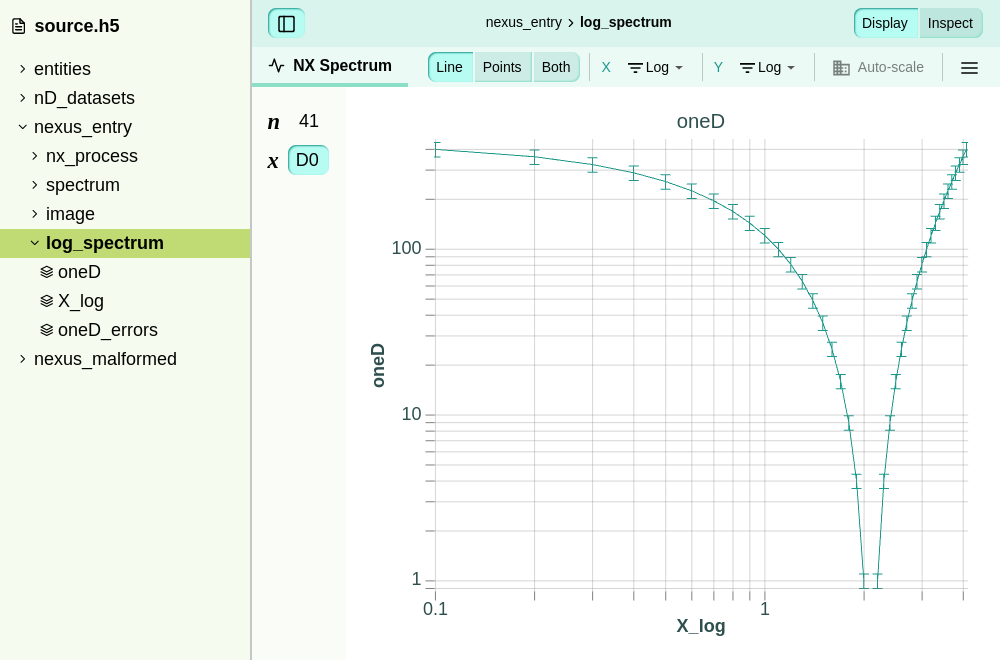 source.h5
entities
nD_datasets
nexus_entry
nx_process
spectrum
image
log_spectrum
oneD
X_log
oneD_errors
nexus_malformed
nexus_entry log_spectrum
Display Inspect
NX Spectrum
Line Points Both X Log Y Log Auto-scale
n 41
x D0
oneD
100
10
1
oneD
0.1 1
X_log